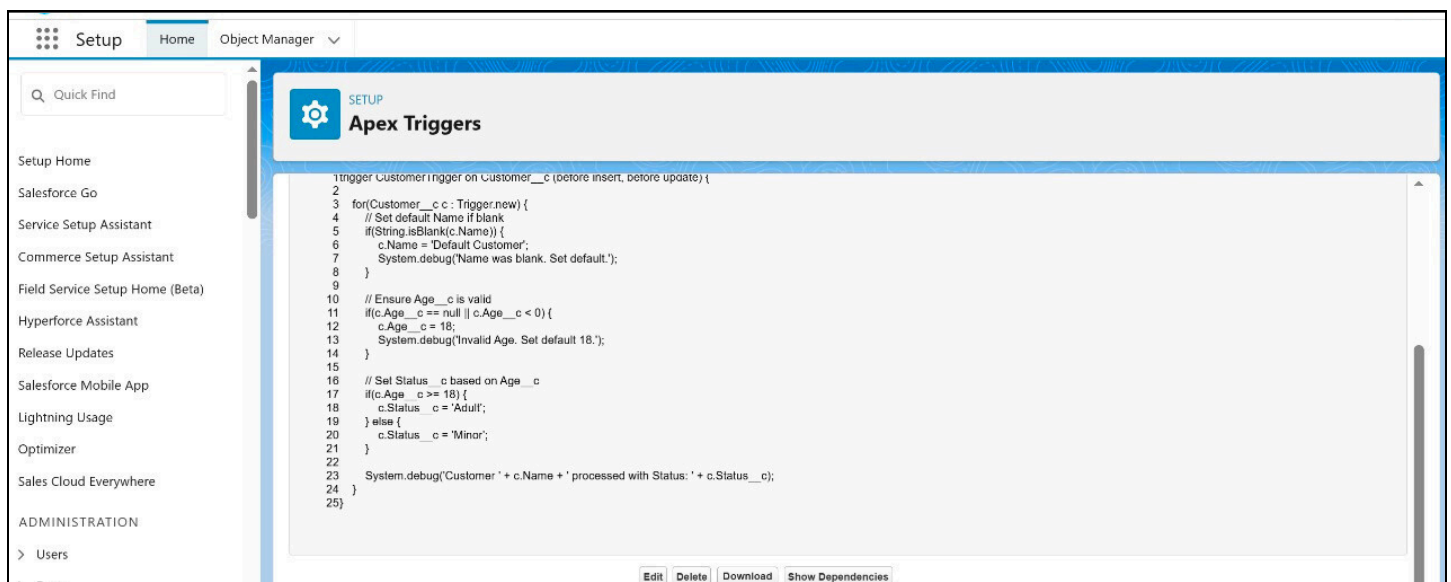 Setup Home Object Manager
Quick Find
Setup Home
Salesforce Go
Service Setup Assistant
Commerce Setup Assistant
Field Service Setup Home (Beta)
Hyperforce Assistant
Release Updates
Salesforce Mobile App
Lightning Usage
Optimizer
Sales Cloud Everywhere
ADMINISTRATION
Users
SETUP
Apex Triggers
1trigger CustomerTrigger on Customer__c (before insert, before update) {
2
3 for(Customer__c c : Trigger.new) {
4 // Set default Name if blank
5 if(String.isBlank(c.Name)) {
6 c.Name = 'Default Customer';
7 System.debug('Name was blank. Set default.');
8 }
9
10 // Ensure Age__c is valid
11 if(c.Age__c == null || c.Age__c < 0) {
12 c.Age__c = 18;
13 System.debug('Invalid Age. Set default 18.');
14 }
15
16 // Set Status__c based on Age__c
17 if(c.Age__c >= 18) {
18 c.Status__c = 'Adult';
19 } else {
20 c.Status__c = 'Minor';
21 }
22
23 System.debug('Customer ' + c.Name + ' processed with Status: ' + c.Status__c);
24 }
25}
Edit Delete Download Show Dependencies